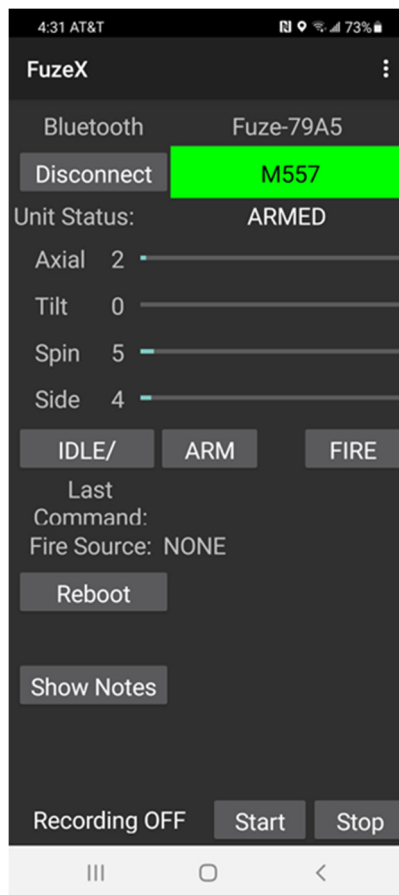 4:31 AT&T 73%
FuzeX
Bluetooth Fuze-79A5
Disconnect M557
Unit Status: ARMED
Axial 2
Tilt 0
Spin 5
Side 4
IDLE/ ARM FIRE
Last
Command:
Fire Source: NONE
Reboot
Show Notes
Recording OFF Start Stop